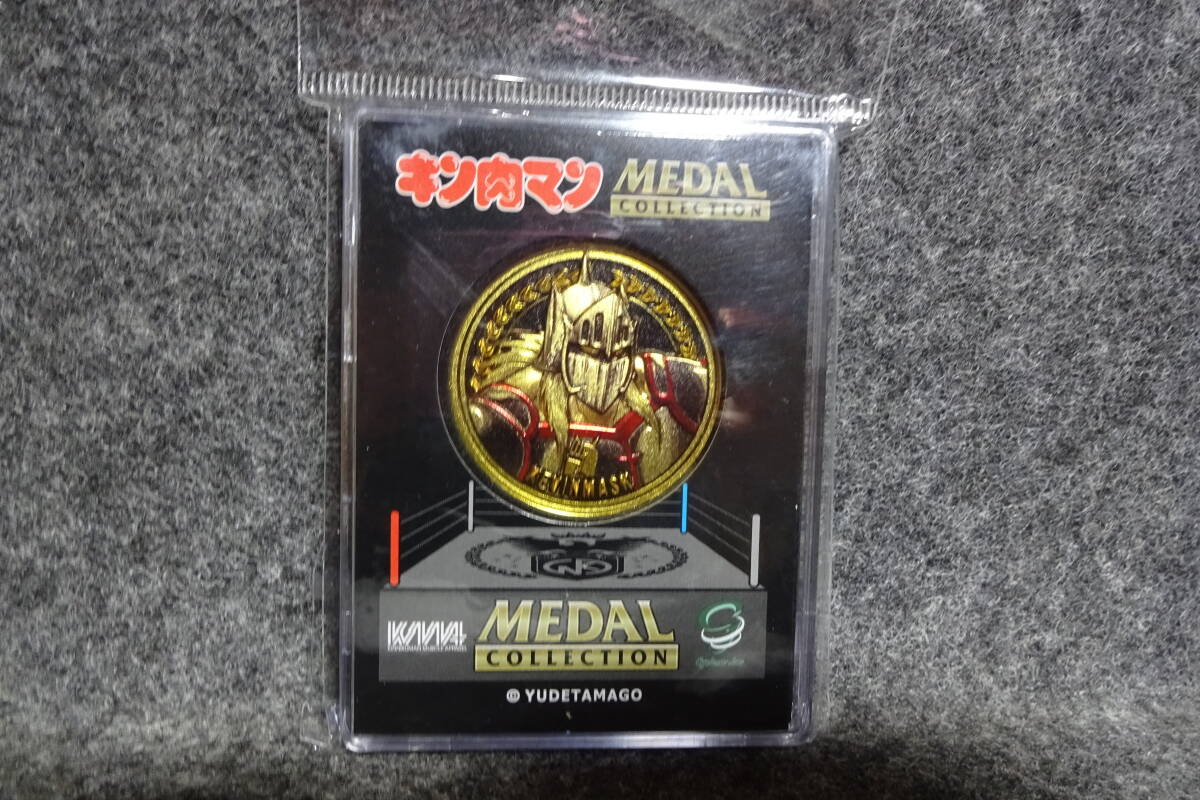 キン肉マン MEDAL
COLLECTION
KEVINMASK
MEDAL
COLLECTION
© YUDETAMAGO